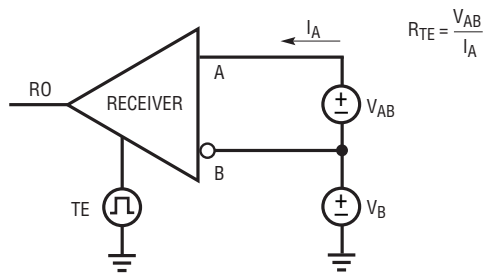 I_A
R_TE = V_AB / I_A
A
RO
RECEIVER
+
−
V_AB
B
TE
+
−
V_B